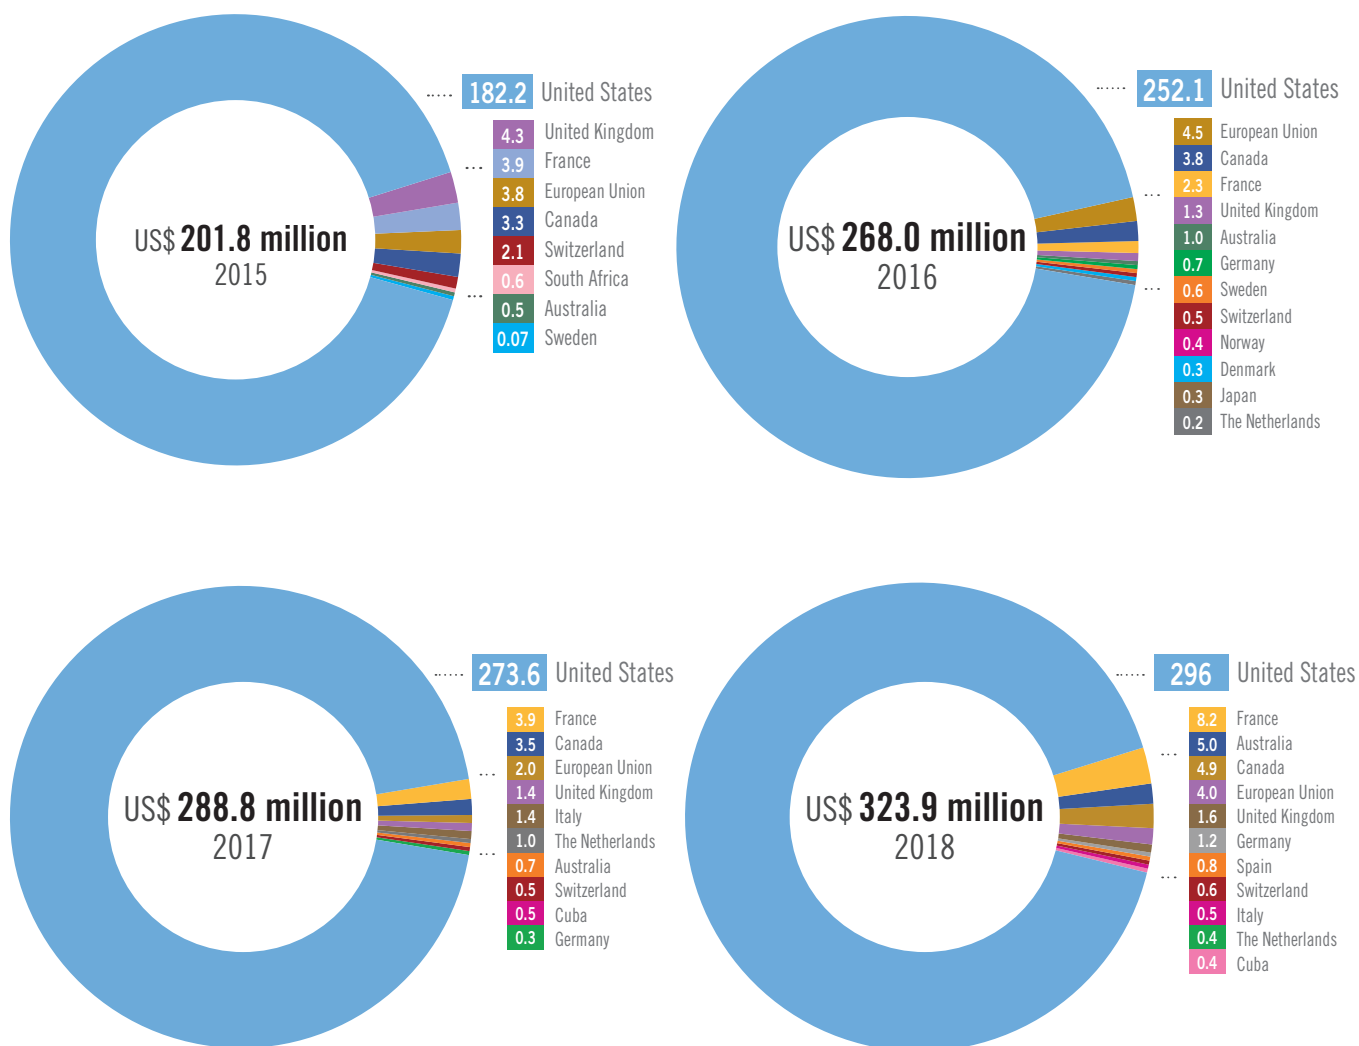 182.2 United States
4.3 United Kingdom
3.9 France
3.8 European Union
3.3 Canada
2.1 Switzerland
0.6 South Africa
0.5 Australia
0.07 Sweden
US$ 201.8 million
2015
252.1 United States
4.5 European Union
3.8 Canada
2.3 France
1.3 United Kingdom
1.0 Australia
0.7 Germany
0.6 Sweden
0.5 Switzerland
0.4 Norway
0.3 Denmark
0.3 Japan
0.2 The Netherlands
US$ 268.0 million
2016
273.6 United States
3.9 France
3.5 Canada
2.0 European Union
1.4 United Kingdom
1.4 Italy
1.0 The Netherlands
0.7 Australia
0.5 Switzerland
0.5 Cuba
0.3 Germany
US$ 288.8 million
2017
296 United States
8.2 France
5.0 Australia
4.9 Canada
4.0 European Union
1.6 United Kingdom
1.2 Germany
0.8 Spain
0.6 Switzerland
0.5 Italy
0.4 The Netherlands
0.4 Cuba
US$ 323.9 million
2018